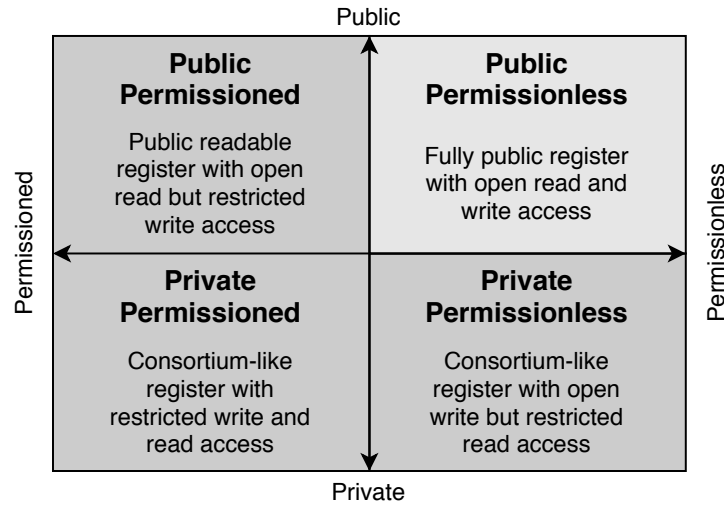 Public
Public
Permissioned
Public readable
register with open
read but restricted
write access
Public
Permissionless
Fully public register
with open read and
write access
Permissioned
Permissionless
Private
Permissioned
Consortium-like
register with
restricted write and
read access
Private
Permissionless
Consortium-like
register with open
write but restricted
read access
Private